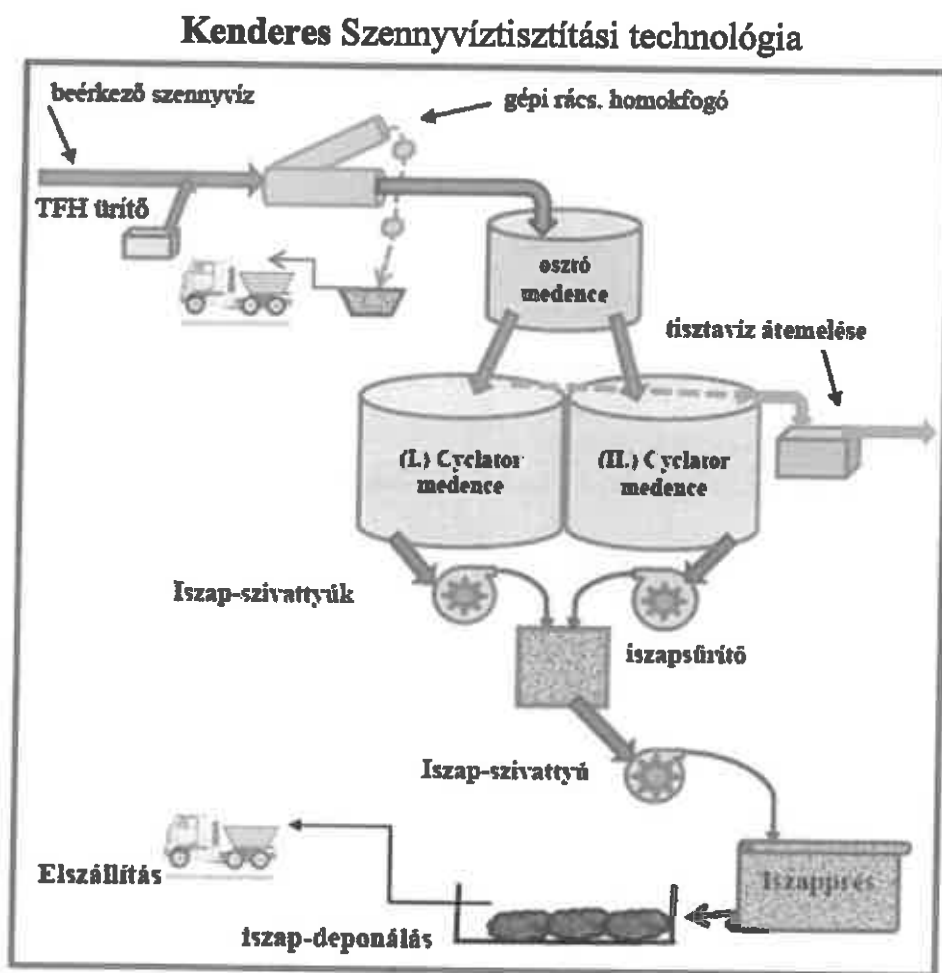 Kenderes Szennyvíztisztítási technológia
beérkező szennyvíz
gépi rács. homokfogó
TFH ürítő
osztó
medence
tisztavíz átemelése
(I.) Cyclator
medence
(II.) Cyclator
medence
Iszap-szivattyúk
iszapsűrítő
Iszap-szivattyú
Elszállítás
Iszapprés
iszap-deponálás